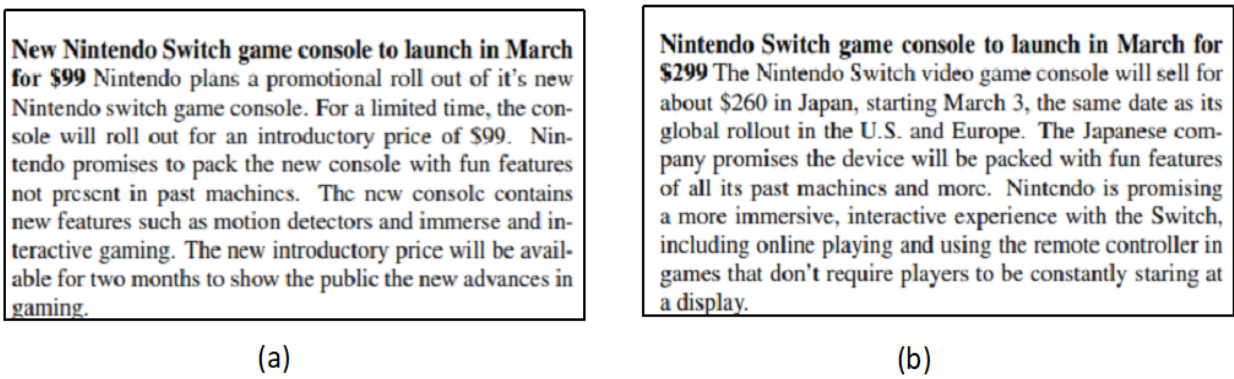 New Nintendo Switch game console to launch in March
for $99 Nintendo plans a promotional roll out of it's new
Nintendo switch game console. For a limited time, the con-
sole will roll out for an introductory price of $99. Nin-
tendo promises to pack the new console with fun features
not present in past machines. The new console contains
new features such as motion detectors and immerse and in-
teractive gaming. The new introductory price will be avail-
able for two months to show the public the new advances in
gaming.
(a)
Nintendo Switch game console to launch in March for
$299 The Nintendo Switch video game console will sell for
about $260 in Japan, starting March 3, the same date as its
global rollout in the U.S. and Europe. The Japanese com-
pany promises the device will be packed with fun features
of all its past machines and more. Nintendo is promising
a more immersive, interactive experience with the Switch,
including online playing and using the remote controller in
games that don't require players to be constantly staring at
a display.
(b)